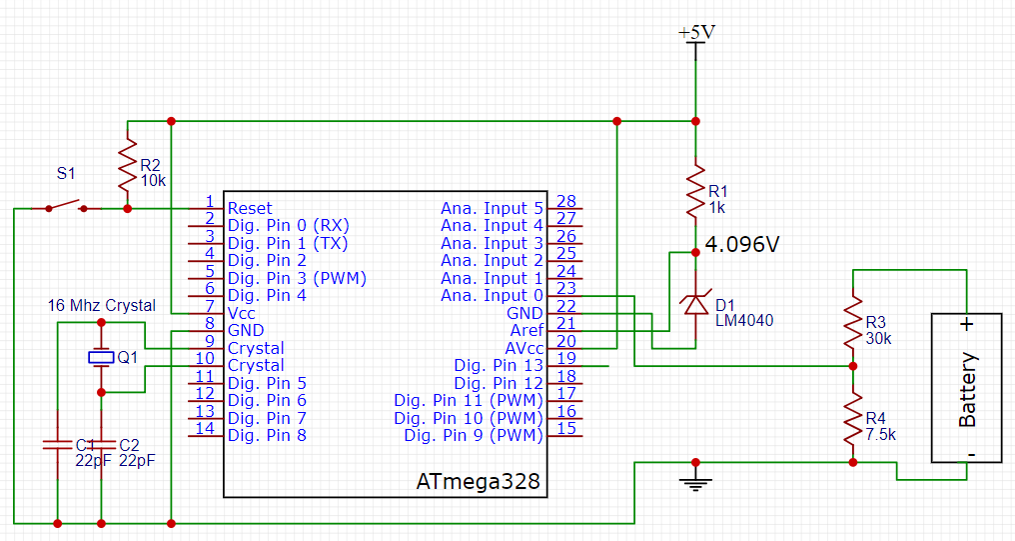 +5V
S1
R2
10k
R1
1k
4.096V
1 Reset
2 Dig. Pin 0 (RX)
3 Dig. Pin 1 (TX)
4 Dig. Pin 2
5 Dig. Pin 3 (PWM)
6 Dig. Pin 4
7 Vcc
8 GND
9 Crystal
10 Crystal
11 Dig. Pin 5
12 Dig. Pin 6
13 Dig. Pin 7
14 Dig. Pin 8
Ana. Input 5 28
Ana. Input 4 27
Ana. Input 3 26
Ana. Input 2 25
Ana. Input 1 24
Ana. Input 0 23
GND 22
Aref 21
AVcc 20
Dig. Pin 13 19
Dig. Pin 12 18
Dig. Pin 11 (PWM) 17
Dig. Pin 10 (PWM) 16
Dig. Pin 9 (PWM) 15
ATmega328
16 Mhz Crystal
Q1
C1
22pF
C2
22pF
D1
LM4040
R3
30k
R4
7.5k
+
Battery
-